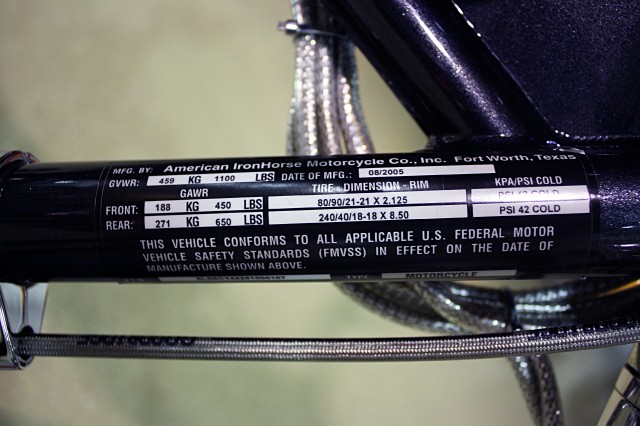 MFG. BY: American IronHorse Motorcycle Co., Inc. Fort Worth, Texas
GVWR: 459 KG 1100 LBS DATE OF MFG.: 08/2005
GAWR TIRE - DIMENSION - RIM KPA/PSI COLD
FRONT: 188 KG 450 LBS 80/90/21-21 X 2.125 PSI 42 COLD
REAR: 271 KG 650 LBS 240/40/18-18 X 8.50 PSI 42 COLD
THIS VEHICLE CONFORMS TO ALL APPLICABLE U.S. FEDERAL MOTOR
VEHICLE SAFETY STANDARDS (FMVSS) IN EFFECT ON THE DATE OF
MANUFACTURE SHOWN ABOVE.
MOTORCYCLE